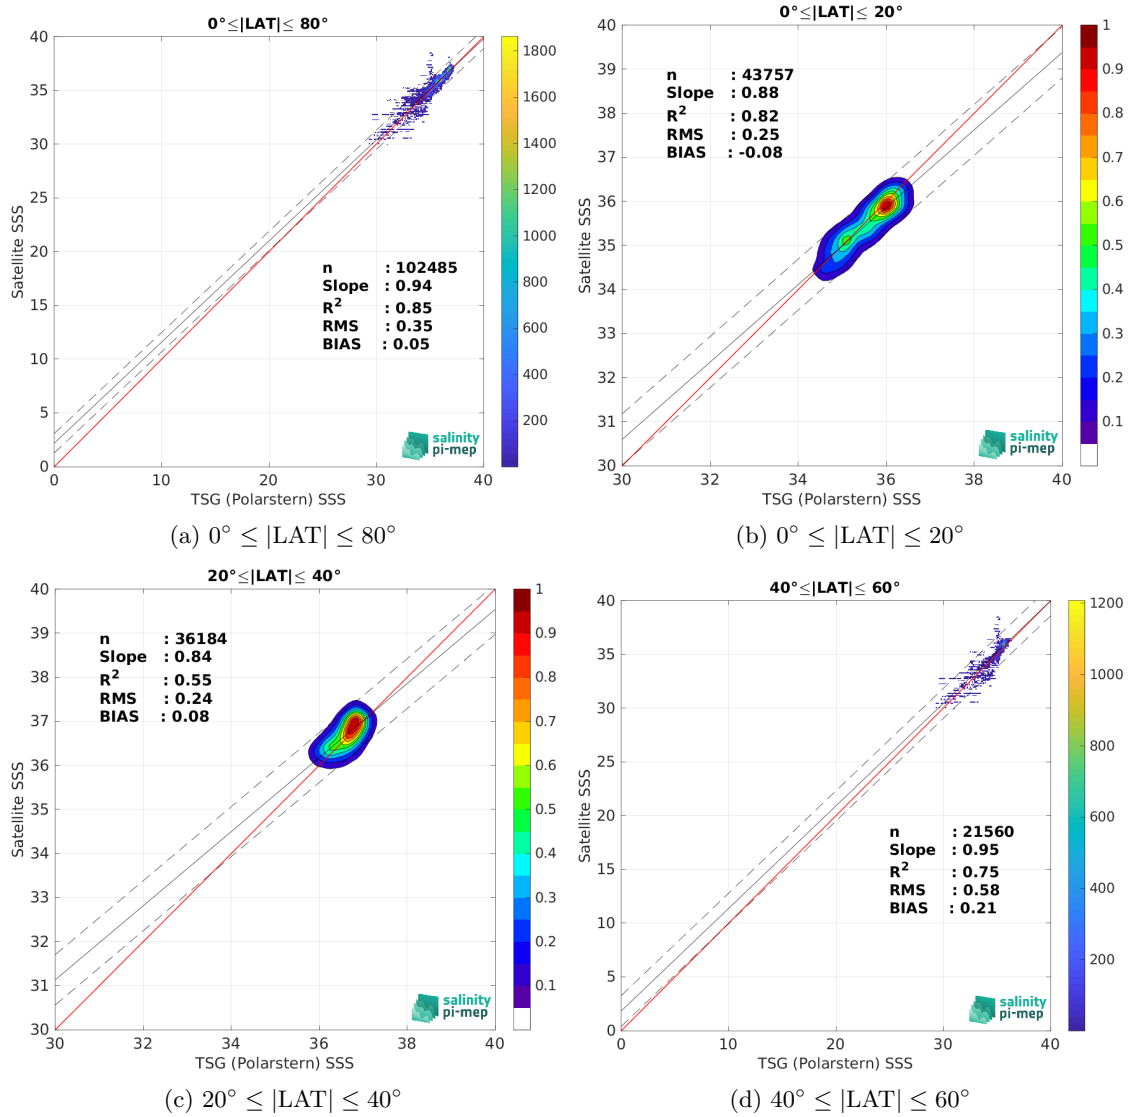 0°≤|LAT|≤ 80°
40
35
30
25
20
15
10
5
0
Satellite SSS
n : 102485
Slope : 0.94
R² : 0.85
RMS : 0.35
BIAS : 0.05
salinity
pi-mep
0 10 20 30 40
TSG (Polarstern) SSS
1800
1600
1400
1200
1000
800
600
400
200
(a) 0° ≤ |LAT| ≤ 80°
0°≤|LAT|≤ 20°
40
39
38
37
36
35
34
33
32
31
30
Satellite SSS
n : 43757
Slope : 0.88
R² : 0.82
RMS : 0.25
BIAS : -0.08
salinity
pi-mep
30 32 34 36 38 40
TSG (Polarstern) SSS
1
0.9
0.8
0.7
0.6
0.5
0.4
0.3
0.2
0.1
(b) 0° ≤ |LAT| ≤ 20°
20°≤|LAT|≤ 40°
40
39
38
37
36
35
34
33
32
31
30
Satellite SSS
n : 36184
Slope : 0.84
R² : 0.55
RMS : 0.24
BIAS : 0.08
salinity
pi-mep
30 32 34 36 38 40
TSG (Polarstern) SSS
1
0.9
0.8
0.7
0.6
0.5
0.4
0.3
0.2
0.1
(c) 20° ≤ |LAT| ≤ 40°
40°≤|LAT|≤ 60°
40
35
30
25
20
15
10
5
0
Satellite SSS
n : 21560
Slope : 0.95
R² : 0.75
RMS : 0.58
BIAS : 0.21
salinity
pi-mep
0 10 20 30 40
TSG (Polarstern) SSS
1200
1000
800
600
400
200
(d) 40° ≤ |LAT| ≤ 60°